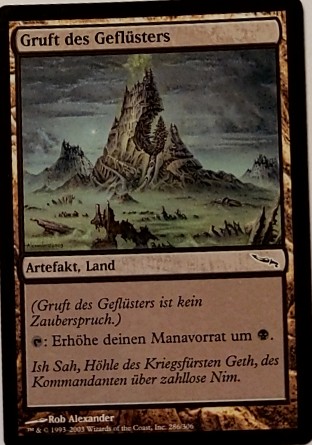 Gruft des Geflüsters
Artefakt, Land
(Gruft des Geflüsters ist kein
Zauberspruch.)
: Erhöhe deinen Manavorrat um .
Ish Sah, Höhle des Kriegsfürsten Geth, des
Kommandanten über zahllose Nim.
Rob Alexander
™ & © 1993-2003 Wizards of the Coast, Inc. 286/306